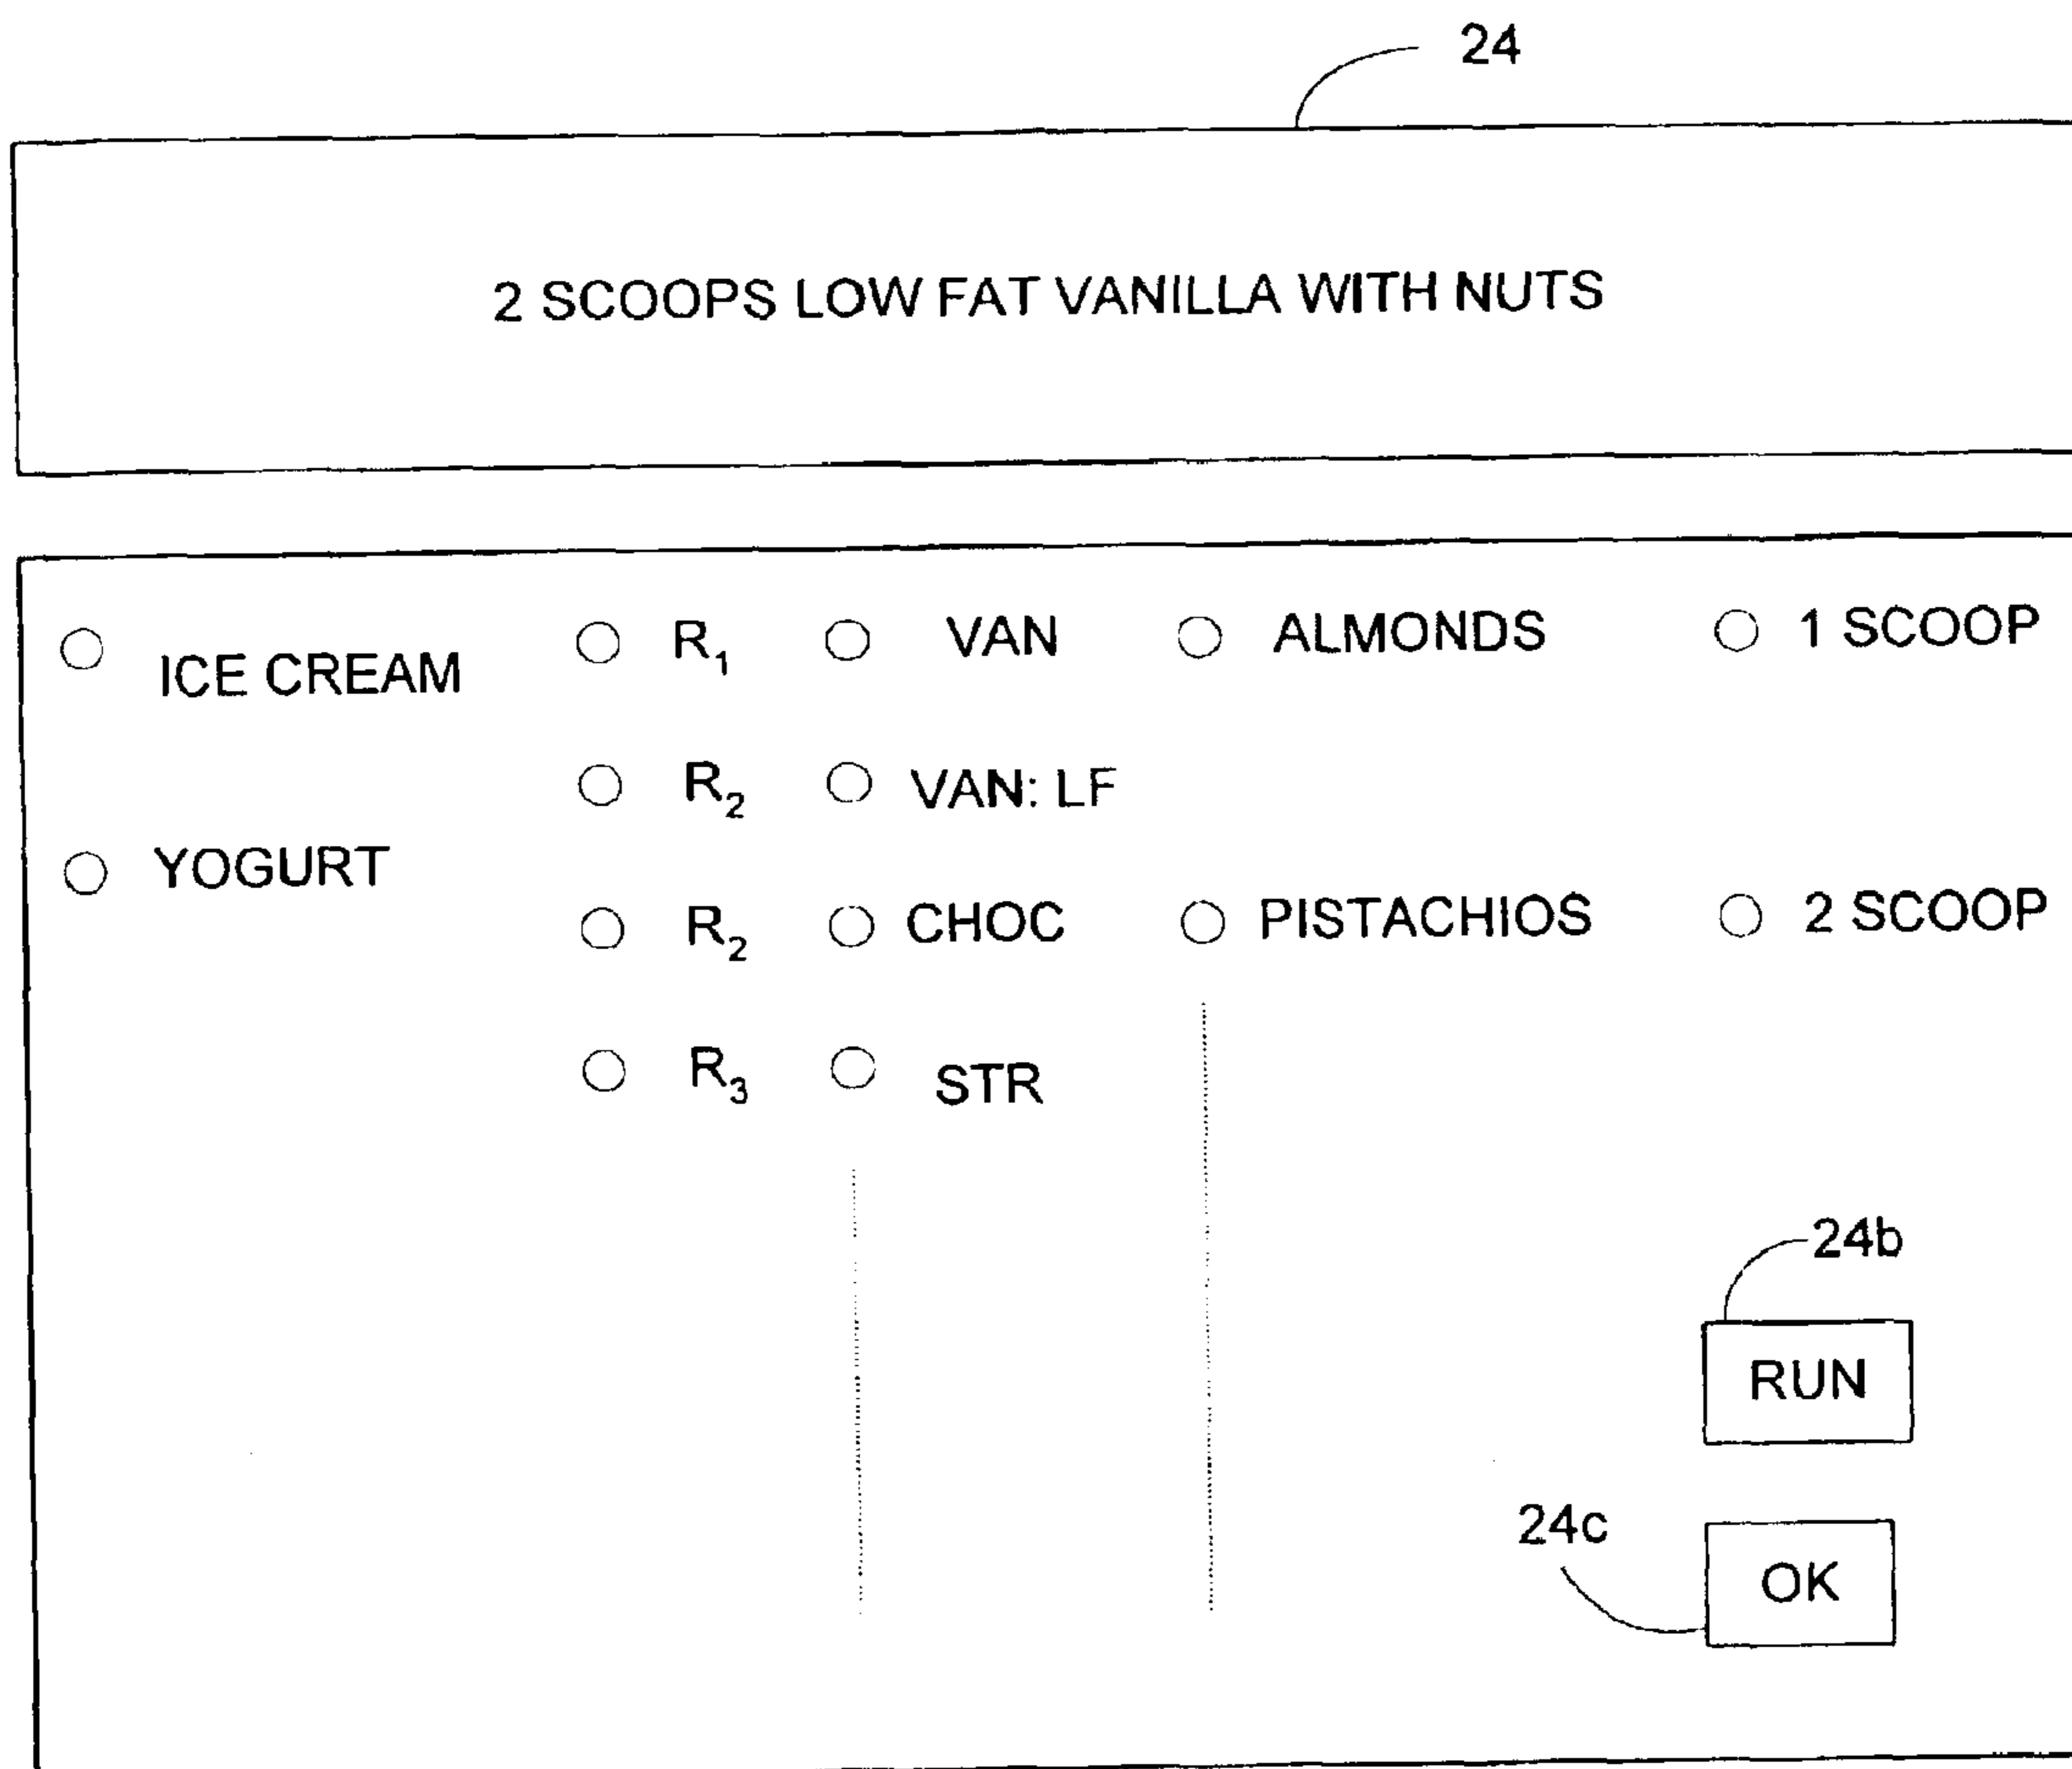 24
2 SCOOPS LOW FAT VANILLA WITH NUTS
ICE CREAM R₁ VAN ALMONDS 1 SCOOP
R₂ VAN: LF
YOGURT
R₂ CHOC PISTACHIOS 2 SCOOP
R₃ STR
24b
RUN
24c
OK